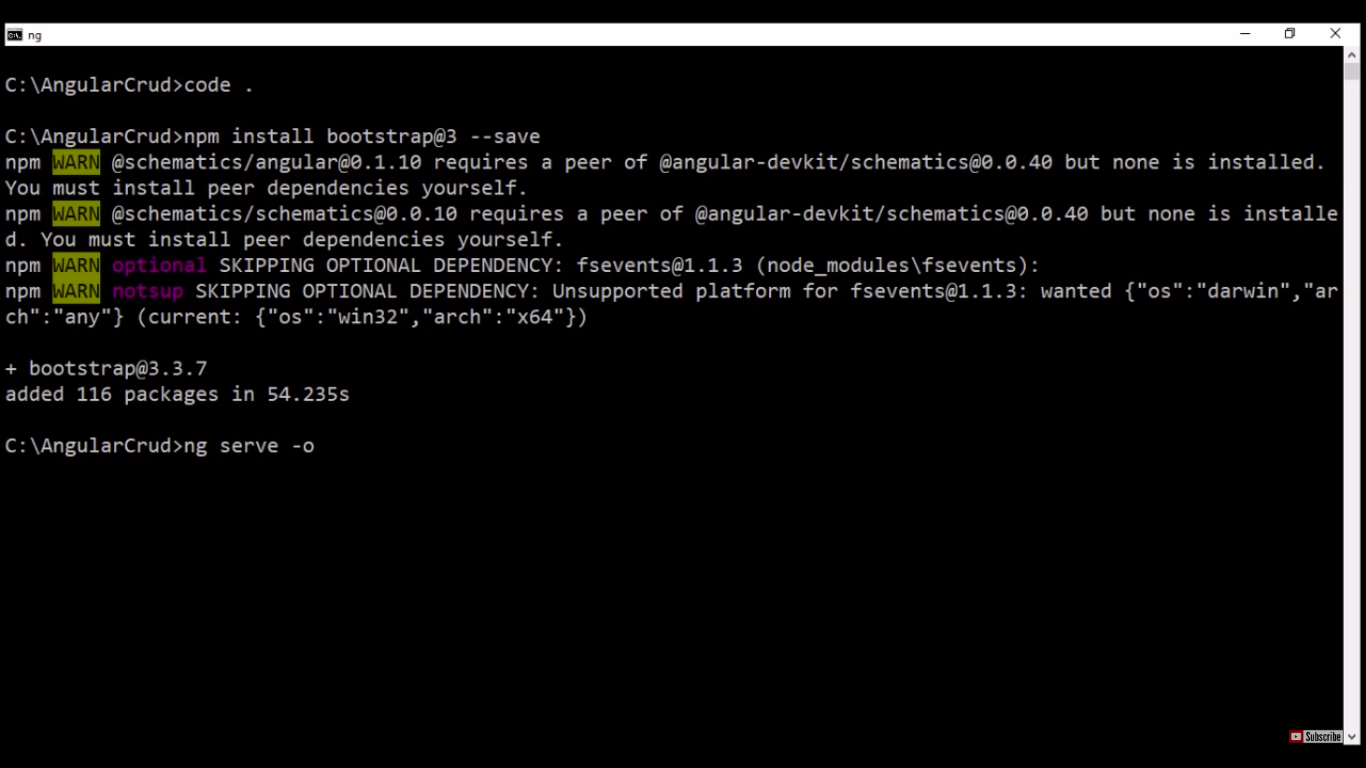 ng
C:\AngularCrud>code .
C:\AngularCrud>npm install bootstrap@3 --save
npm WARN @schematics/angular@0.1.10 requires a peer of @angular-devkit/schematics@0.0.40 but none is installed.
You must install peer dependencies yourself.
npm WARN @schematics/schematics@0.0.10 requires a peer of @angular-devkit/schematics@0.0.40 but none is installe
d. You must install peer dependencies yourself.
npm WARN optional SKIPPING OPTIONAL DEPENDENCY: fsevents@1.1.3 (node_modules\fsevents):
npm WARN notsup SKIPPING OPTIONAL DEPENDENCY: Unsupported platform for fsevents@1.1.3: wanted {"os":"darwin","ar
ch":"any"} (current: {"os":"win32","arch":"x64"})
+ bootstrap@3.3.7
added 116 packages in 54.235s
C:\AngularCrud>ng serve -o
Subscribe